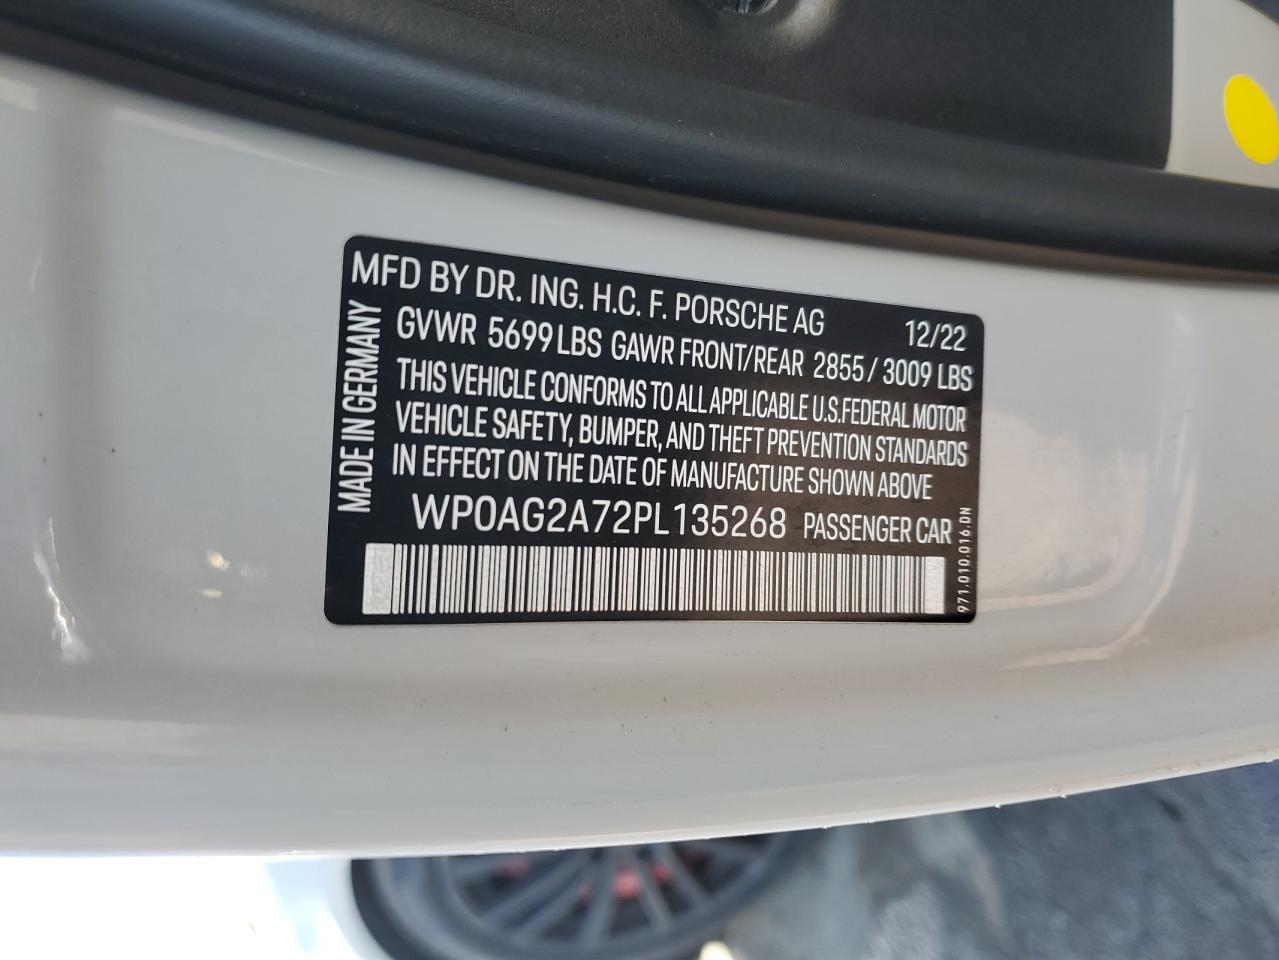 MFD BY DR. ING. H.C. F. PORSCHE AG 12/22
GVWR 5699 LBS GAWR FRONT/REAR 2855 / 3009 LBS
THIS VEHICLE CONFORMS TO ALL APPLICABLE U.S.FEDERAL MOTOR
VEHICLE SAFETY, BUMPER, AND THEFT PREVENTION STANDARDS
IN EFFECT ON THE DATE OF MANUFACTURE SHOWN ABOVE
WP0AG2A72PL135268 PASSENGER CAR
MADE IN GERMANY
971.010.016.DN